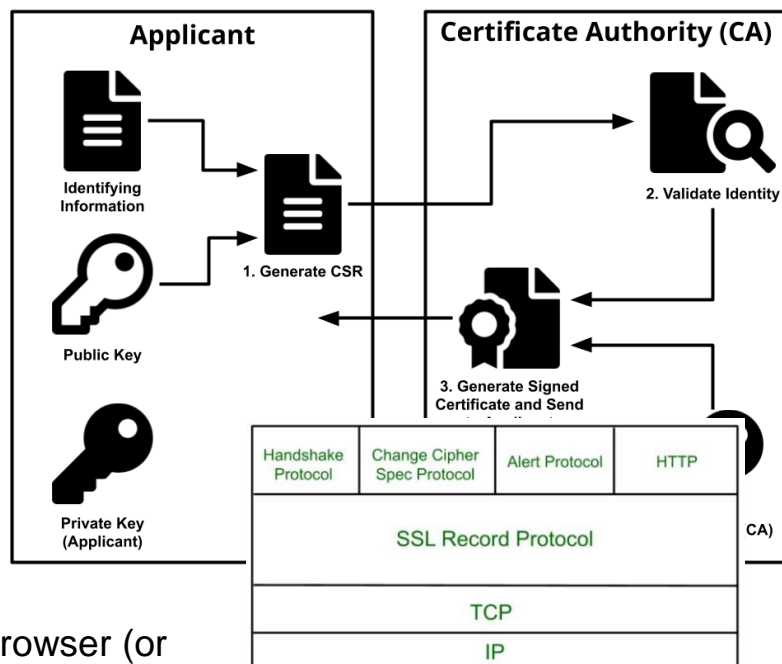 Applicant
Identifying
Information
1. Generate CSR
Public Key
Private Key
(Applicant)
Certificate Authority (CA)
2. Validate Identity
3. Generate Signed
Certificate and Send
CA)
Handshake
Protocol
Change Cipher
Spec Protocol
Alert Protocol
HTTP
SSL Record Protocol
TCP
IP
rowser (or